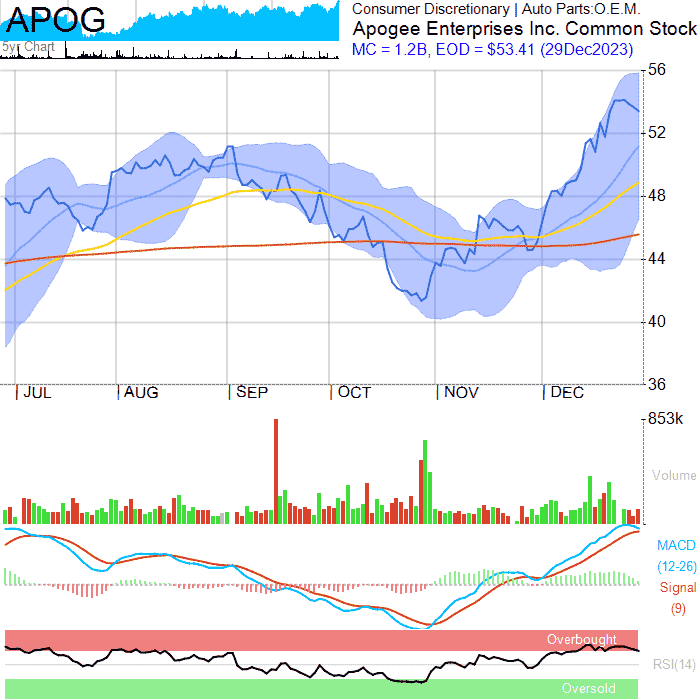 APOG
5yr Chart
Consumer Discretionary | Auto Parts:O.E.M.
Apogee Enterprises Inc. Common Stock
MC = 1.2B, EOD = $53.41 (29Dec2023)
56
52
48
44
40
36
JUL
AUG
SEP
OCT
NOV
DEC
853k
Volume
MACD
(12-26)
Signal
(9)
Overbought
RSI(14)
Oversold